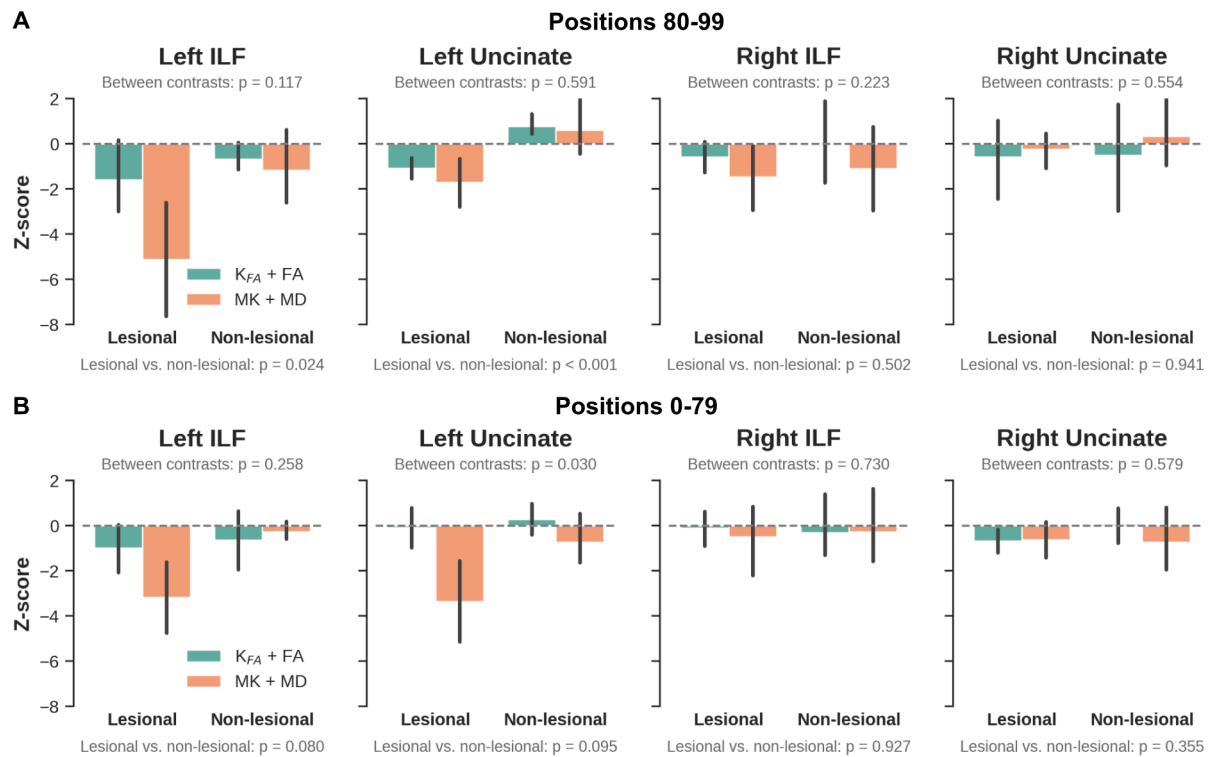 A
Positions 80-99
Left ILF
Left Uncinate
Right ILF
Right Uncinate
Between contrasts: p = 0.117
Between contrasts: p = 0.591
Between contrasts: p = 0.223
Between contrasts: p = 0.554
Z-score
2
0
−2
−4
−6
−8
K_FA + FA
MK + MD
Lesional Non-lesional
Lesional Non-lesional
Lesional Non-lesional
Lesional Non-lesional
Lesional vs. non-lesional: p = 0.024
Lesional vs. non-lesional: p < 0.001
Lesional vs. non-lesional: p = 0.502
Lesional vs. non-lesional: p = 0.941
B
Positions 0-79
Left ILF
Left Uncinate
Right ILF
Right Uncinate
Between contrasts: p = 0.258
Between contrasts: p = 0.030
Between contrasts: p = 0.730
Between contrasts: p = 0.579
Z-score
2
0
−2
−4
−6
−8
K_FA + FA
MK + MD
Lesional Non-lesional
Lesional Non-lesional
Lesional Non-lesional
Lesional Non-lesional
Lesional vs. non-lesional: p = 0.080
Lesional vs. non-lesional: p = 0.095
Lesional vs. non-lesional: p = 0.927
Lesional vs. non-lesional: p = 0.355